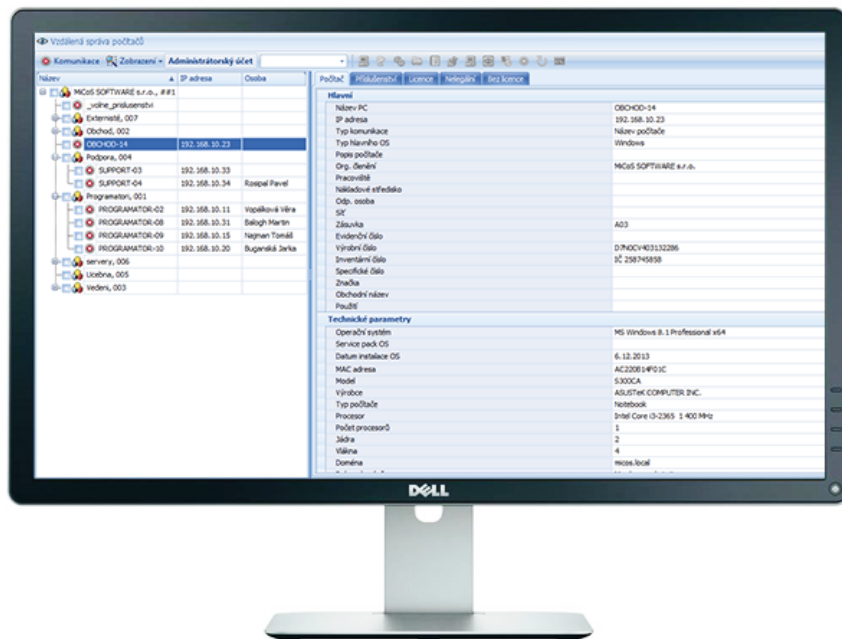 Vzdálená správa počítačů
Komunikace Zobrazení Administrátorský účet
Název IP adresa Osoba
MiCoS SOFTWARE s.r.o., ##1
_volne_prislusenstvi
Externisté, 007
Obchod, 002
OBCHOD-14 192.168.10.23
Podpora, 004
SUPPORT-03 192.168.10.33
SUPPORT-04 192.168.10.34 Rospal Pavel
Programatori, 001
PROGRAMATOR-02 192.168.10.11 Vopálková Věra
PROGRAMATOR-08 192.168.10.31 Balogh Martin
PROGRAMATOR-09 192.168.10.15 Najman Tomáš
PROGRAMATOR-10 192.168.10.20 Buganská Jarka
servery, 006
Ucebna, 005
Vedeni, 003
Počítač Příslušenství Licence Nelegální Bez licence
Hlavní
Název PC OBCHOD-14
IP adresa 192.168.10.23
Typ komunikace Název počítače
Typ hlavního OS Windows
Popis počítače
Org. členění MiCoS SOFTWARE s.r.o.
Pracoviště
Nákladové středisko
Odp. osoba
Síť
Zásuvka A03
Evidenční číslo
Výrobní číslo D7N0CV403132286
Inventární číslo IČ 258745858
Specifické číslo
Značka
Obchodní název
Použití
Technické parametry
Operační systém MS Windows 8.1 Professional x64
Service pack OS
Datum instalace OS 6.12.2013
MAC adresa AC220B14F01C
Model S300CA
Výrobce ASUSTeK COMPUTER INC.
Typ počítače Notebook
Procesor Intel Core i3-2365 1 400 MHz
Počet procesorů 1
Jádra 2
Vlákna 4
Doména micos.local
DELL